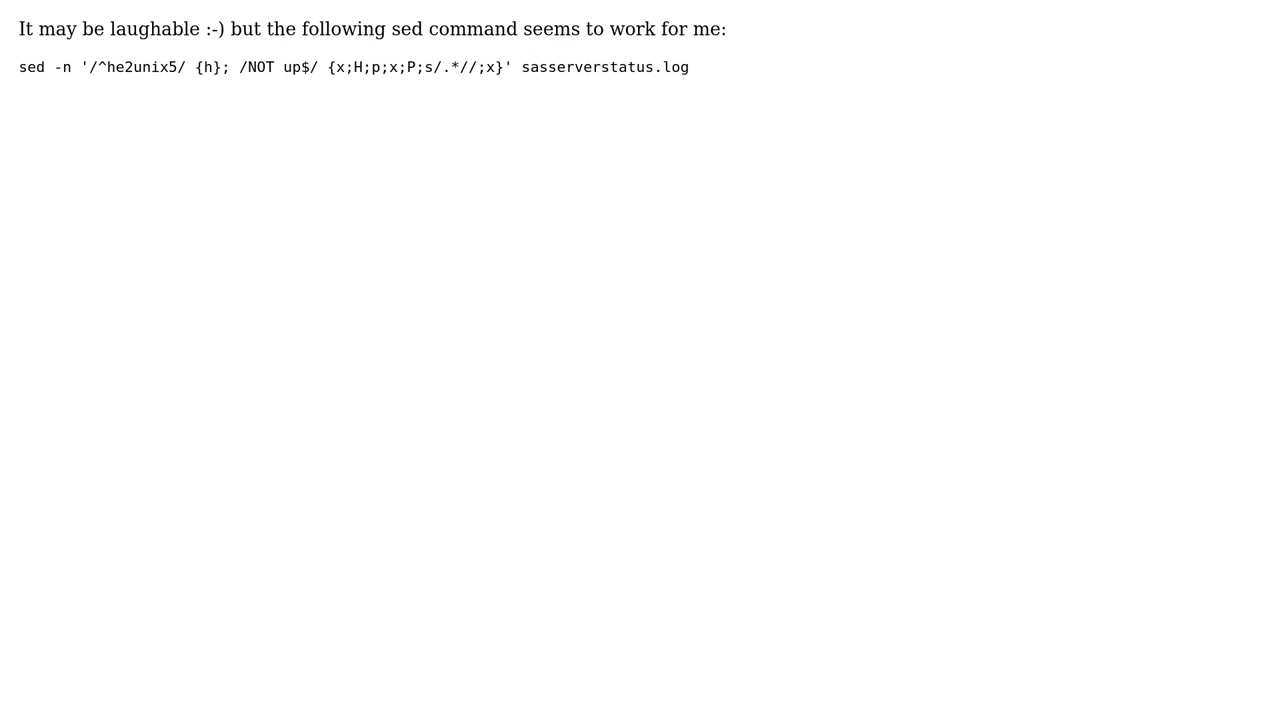 It may be laughable :-) but the following sed command seems to work for me:
sed -n '/^he2unix5/ {h}; /NOT up$/ {x;H;p;x;P;s/.*//;x}' sasserverstatus.log